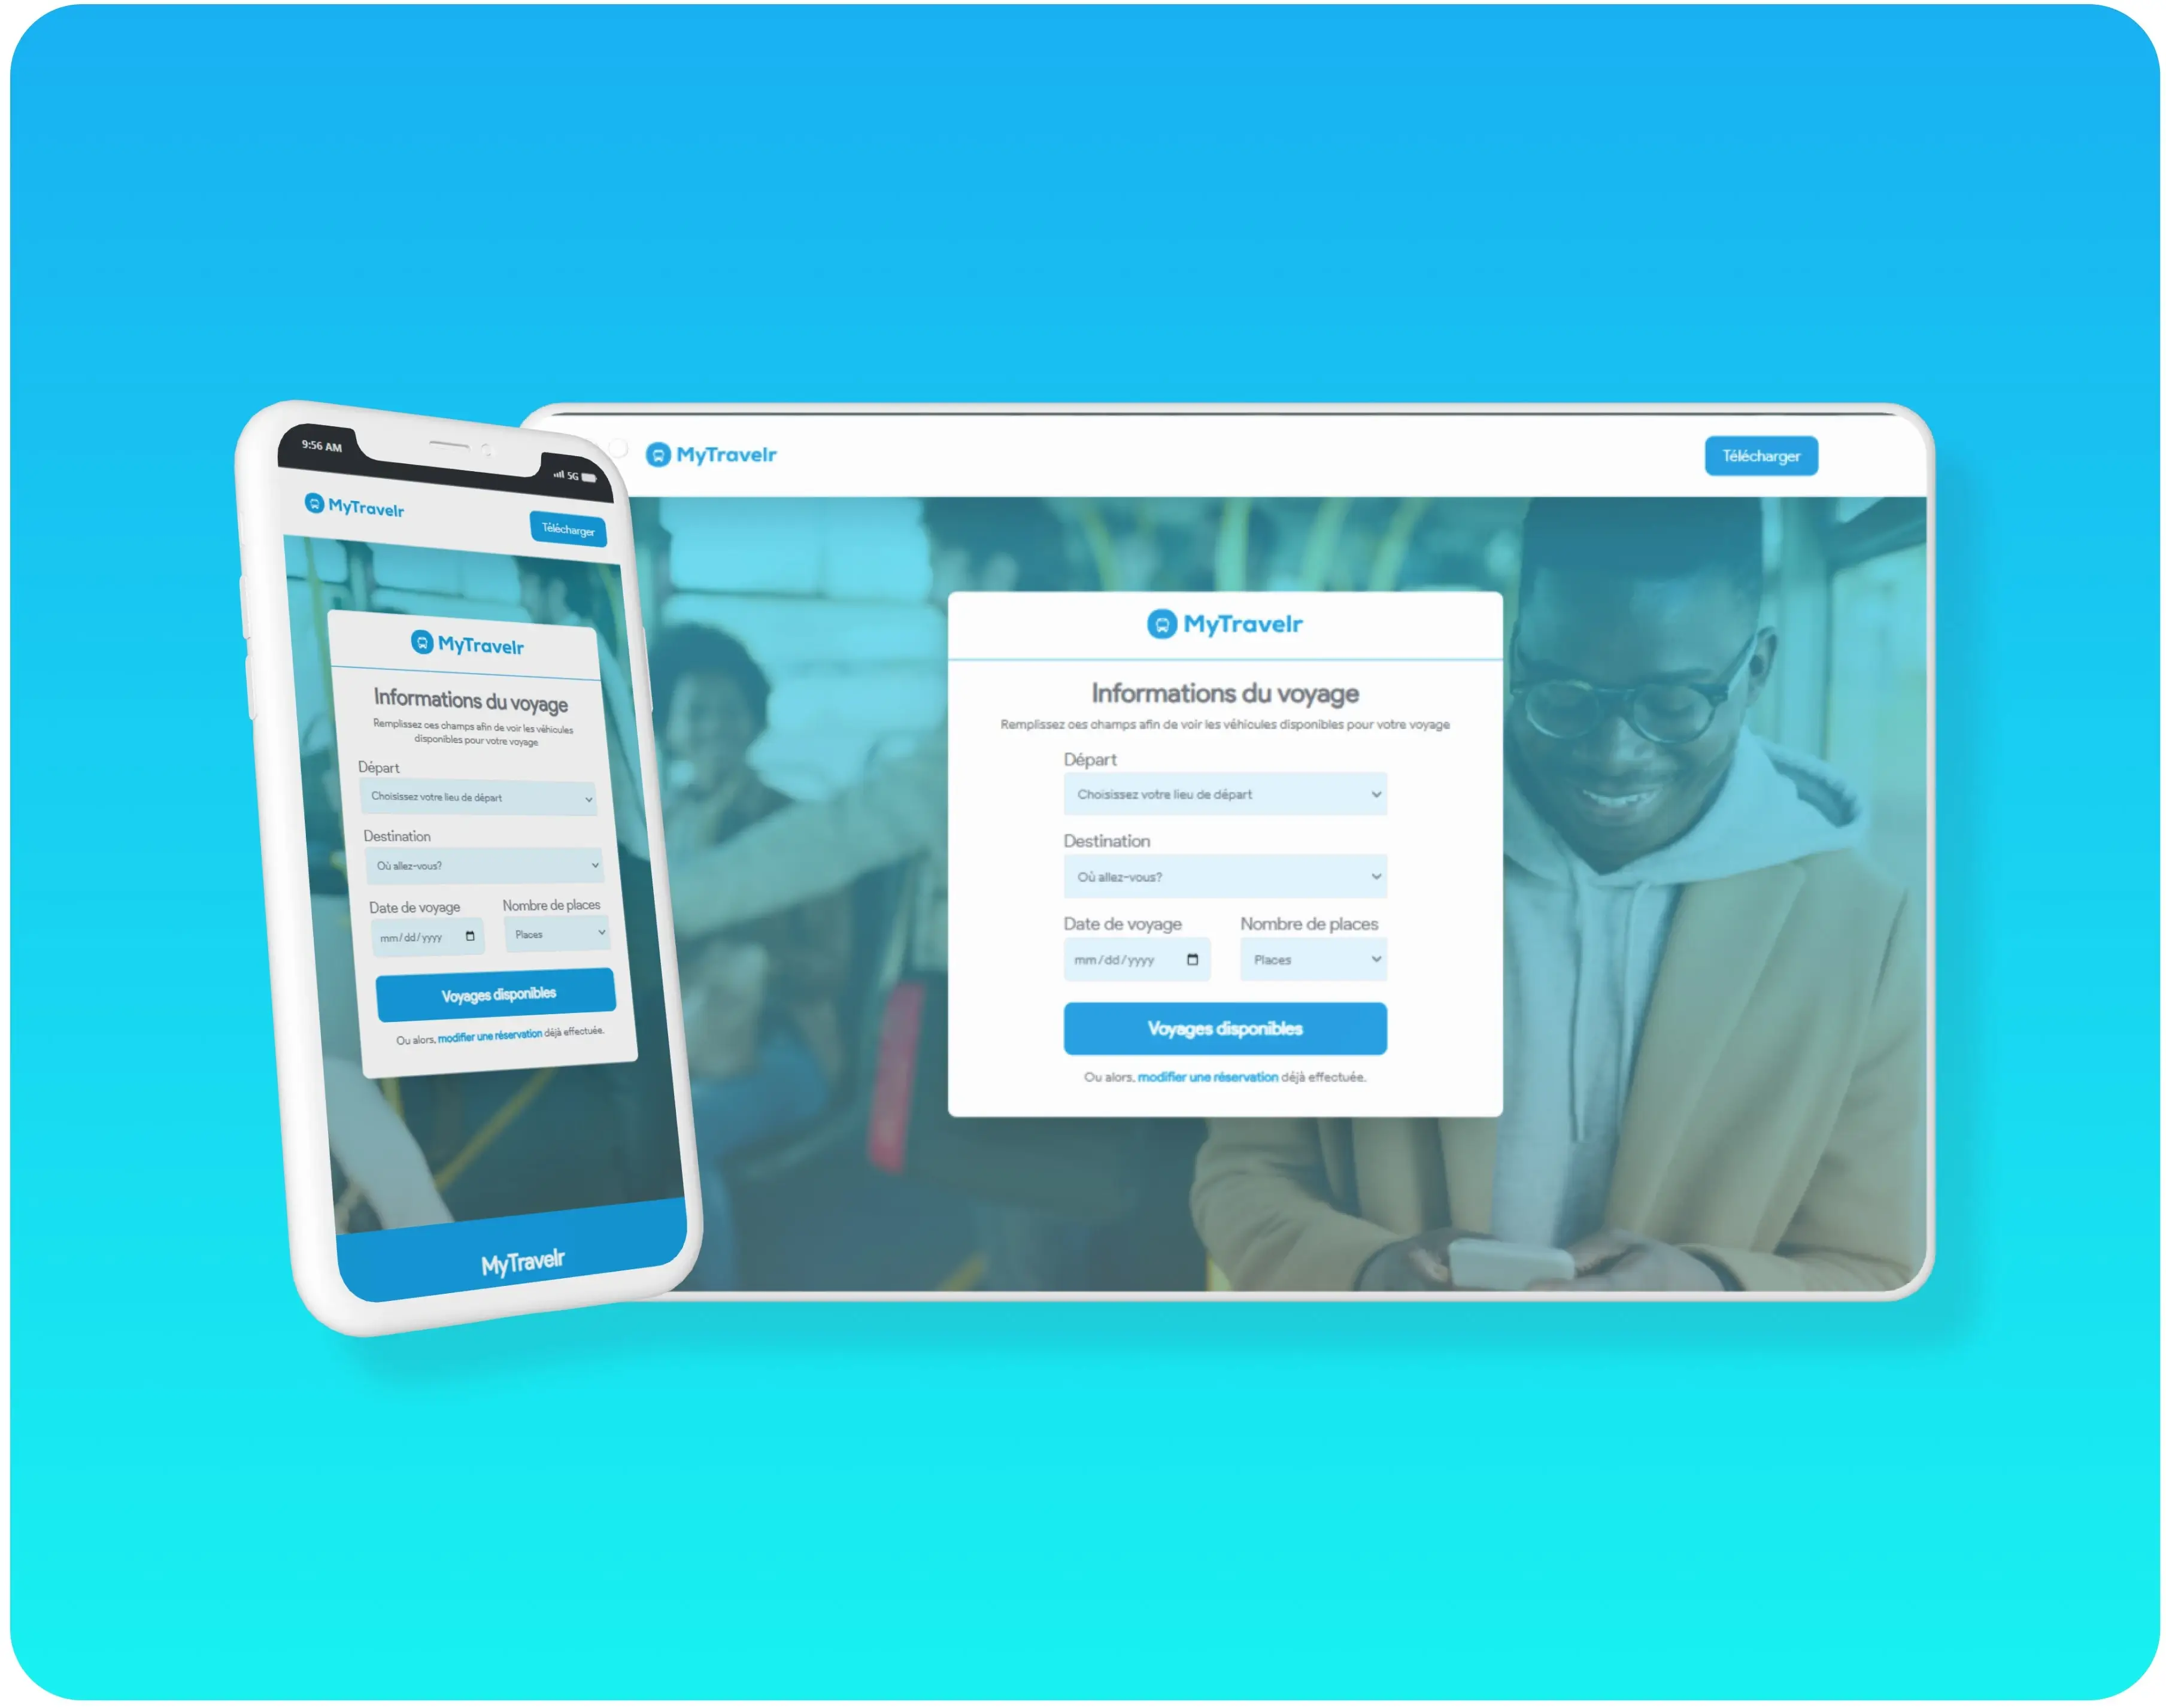 9:56 AM
5G
MyTravelr
Télécharger
MyTravelr
Informations du voyage
Remplissez ces champs afin de voir les véhicules
disponibles pour votre voyage
Départ
Choisissez votre lieu de départ
Destination
Où allez-vous?
Date de voyage
Nombre de places
mm/dd/yyyy
Places
Voyages disponibles
Ou alors, modifier une réservation déjà effectuée.
MyTravelr
MyTravelr
Télécharger
MyTravelr
Informations du voyage
Remplissez ces champs afin de voir les véhicules disponibles pour votre voyage
Départ
Choisissez votre lieu de départ
Destination
Où allez-vous?
Date de voyage
Nombre de places
mm/dd/yyyy
Places
Voyages disponibles
Ou alors, modifier une réservation déjà effectuée.